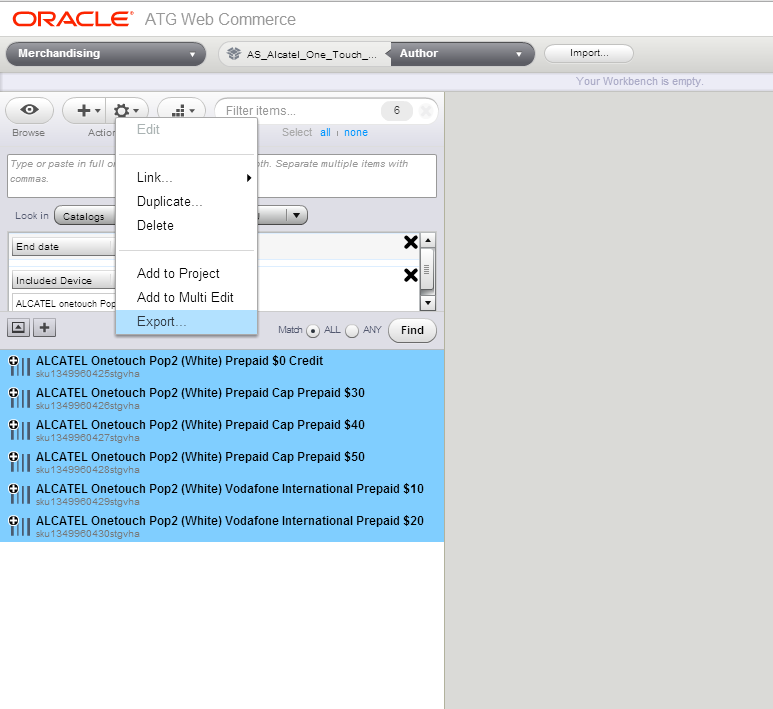 ORACLE® ATG Web Commerce
Merchandising
AS_Alcatel_One_Touch_...
Author
Import...
Your Workbench is empty.
Filter items...
6
Browse
Action
Select all none
Type or paste in full or
oth. Separate multiple items with
commas.
Edit
Link...
Duplicate...
Delete
Add to Project
Add to Multi Edit
Export...
Look in
Catalogs
End date
Included Device
ALCATEL onetouch Pop
Match ALL ANY
Find
ALCATEL Onetouch Pop2 (White) Prepaid $0 Credit
sku1349960425stgvha
ALCATEL Onetouch Pop2 (White) Prepaid Cap Prepaid $30
sku1349960426stgvha
ALCATEL Onetouch Pop2 (White) Prepaid Cap Prepaid $40
sku1349960427stgvha
ALCATEL Onetouch Pop2 (White) Prepaid Cap Prepaid $50
sku1349960428stgvha
ALCATEL Onetouch Pop2 (White) Vodafone International Prepaid $10
sku1349960429stgvha
ALCATEL Onetouch Pop2 (White) Vodafone International Prepaid $20
sku1349960430stgvha